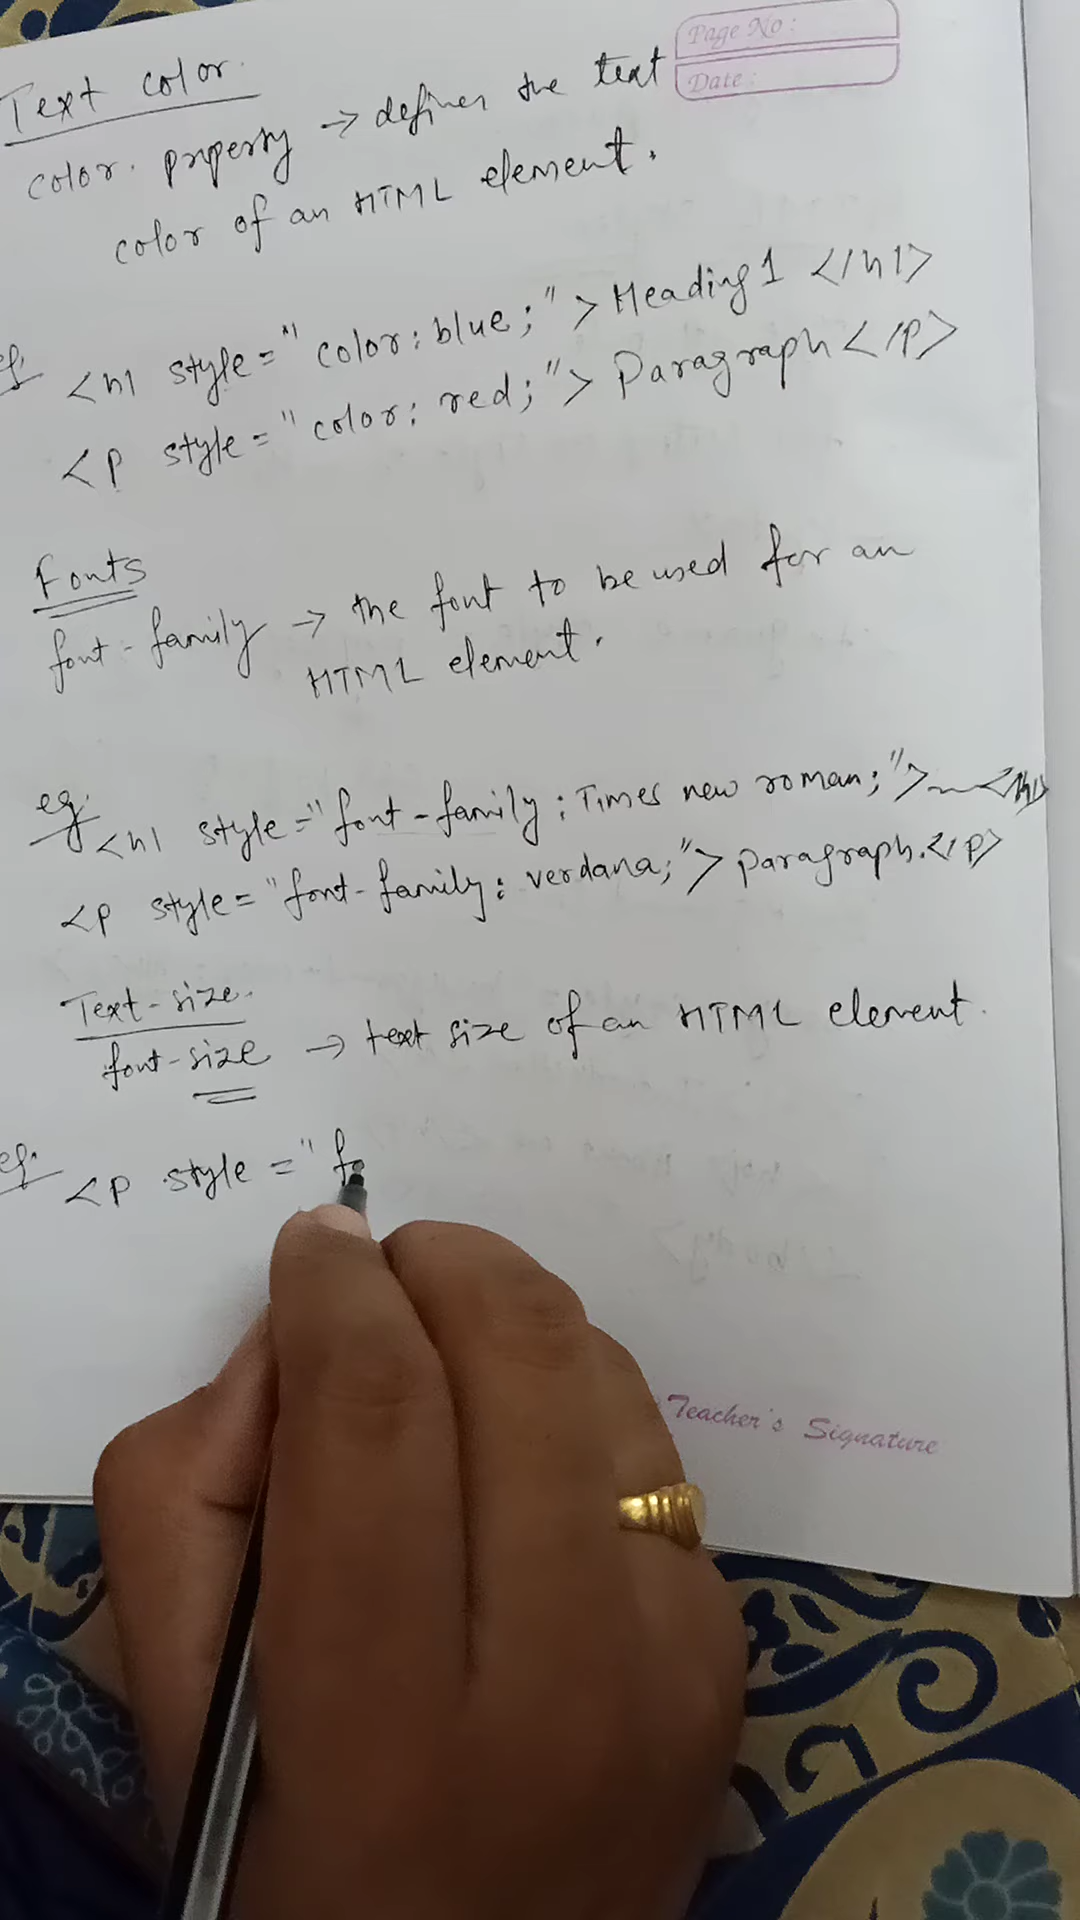 Page No:
Date:
Text color.
color. property → defines the text
color of an HTML element.
eg. <h1 style="color:blue;">Heading1 </h1>
<p style="color: red;">Paragraph</p>
Fonts
font-family → the font to be used for an
HTML element.
eg. <h1 style="font-family: Times new roman;"> </h1>
<p style="font-family: verdana;">paragraph.</p>
Text-size.
font-size → text size of an HTML element.
eg. <p style="fo
Teacher's Signature